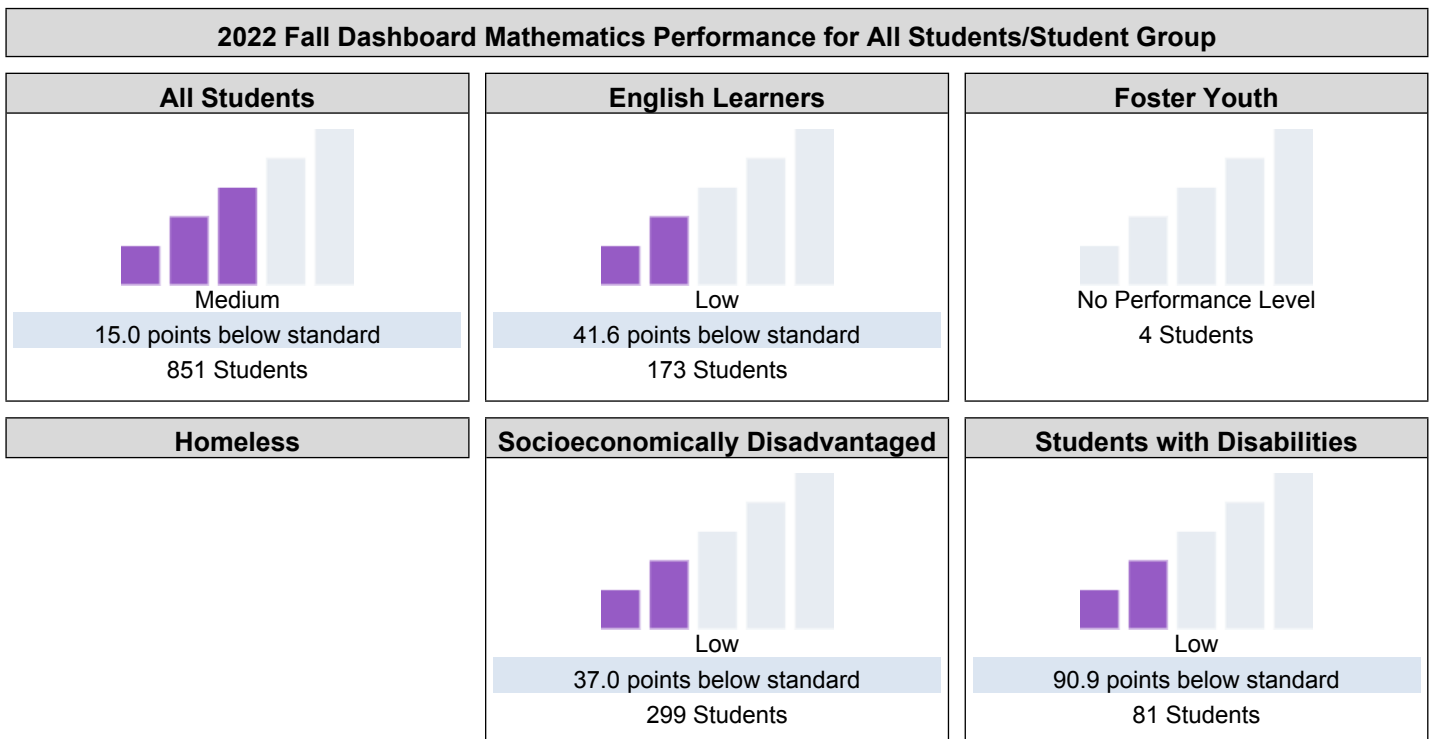 2022 Fall Dashboard Mathematics Performance for All Students/Student Group
All Students
Medium
15.0 points below standard
851 Students
English Learners
Low
41.6 points below standard
173 Students
Foster Youth
No Performance Level
4 Students
Homeless
Socioeconomically Disadvantaged
Low
37.0 points below standard
299 Students
Students with Disabilities
Low
90.9 points below standard
81 Students